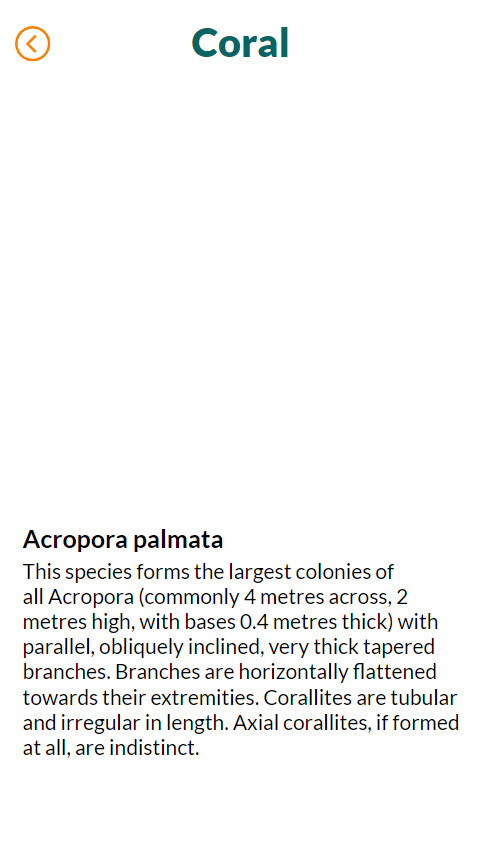 Coral
Acropora palmata
This species forms the largest colonies of
all Acropora (commonly 4 metres across, 2
metres high, with bases 0.4 metres thick) with
parallel, obliquely inclined, very thick tapered
branches. Branches are horizontally flattened
towards their extremities. Corallites are tubular
and irregular in length. Axial corallites, if formed
at all, are indistinct.